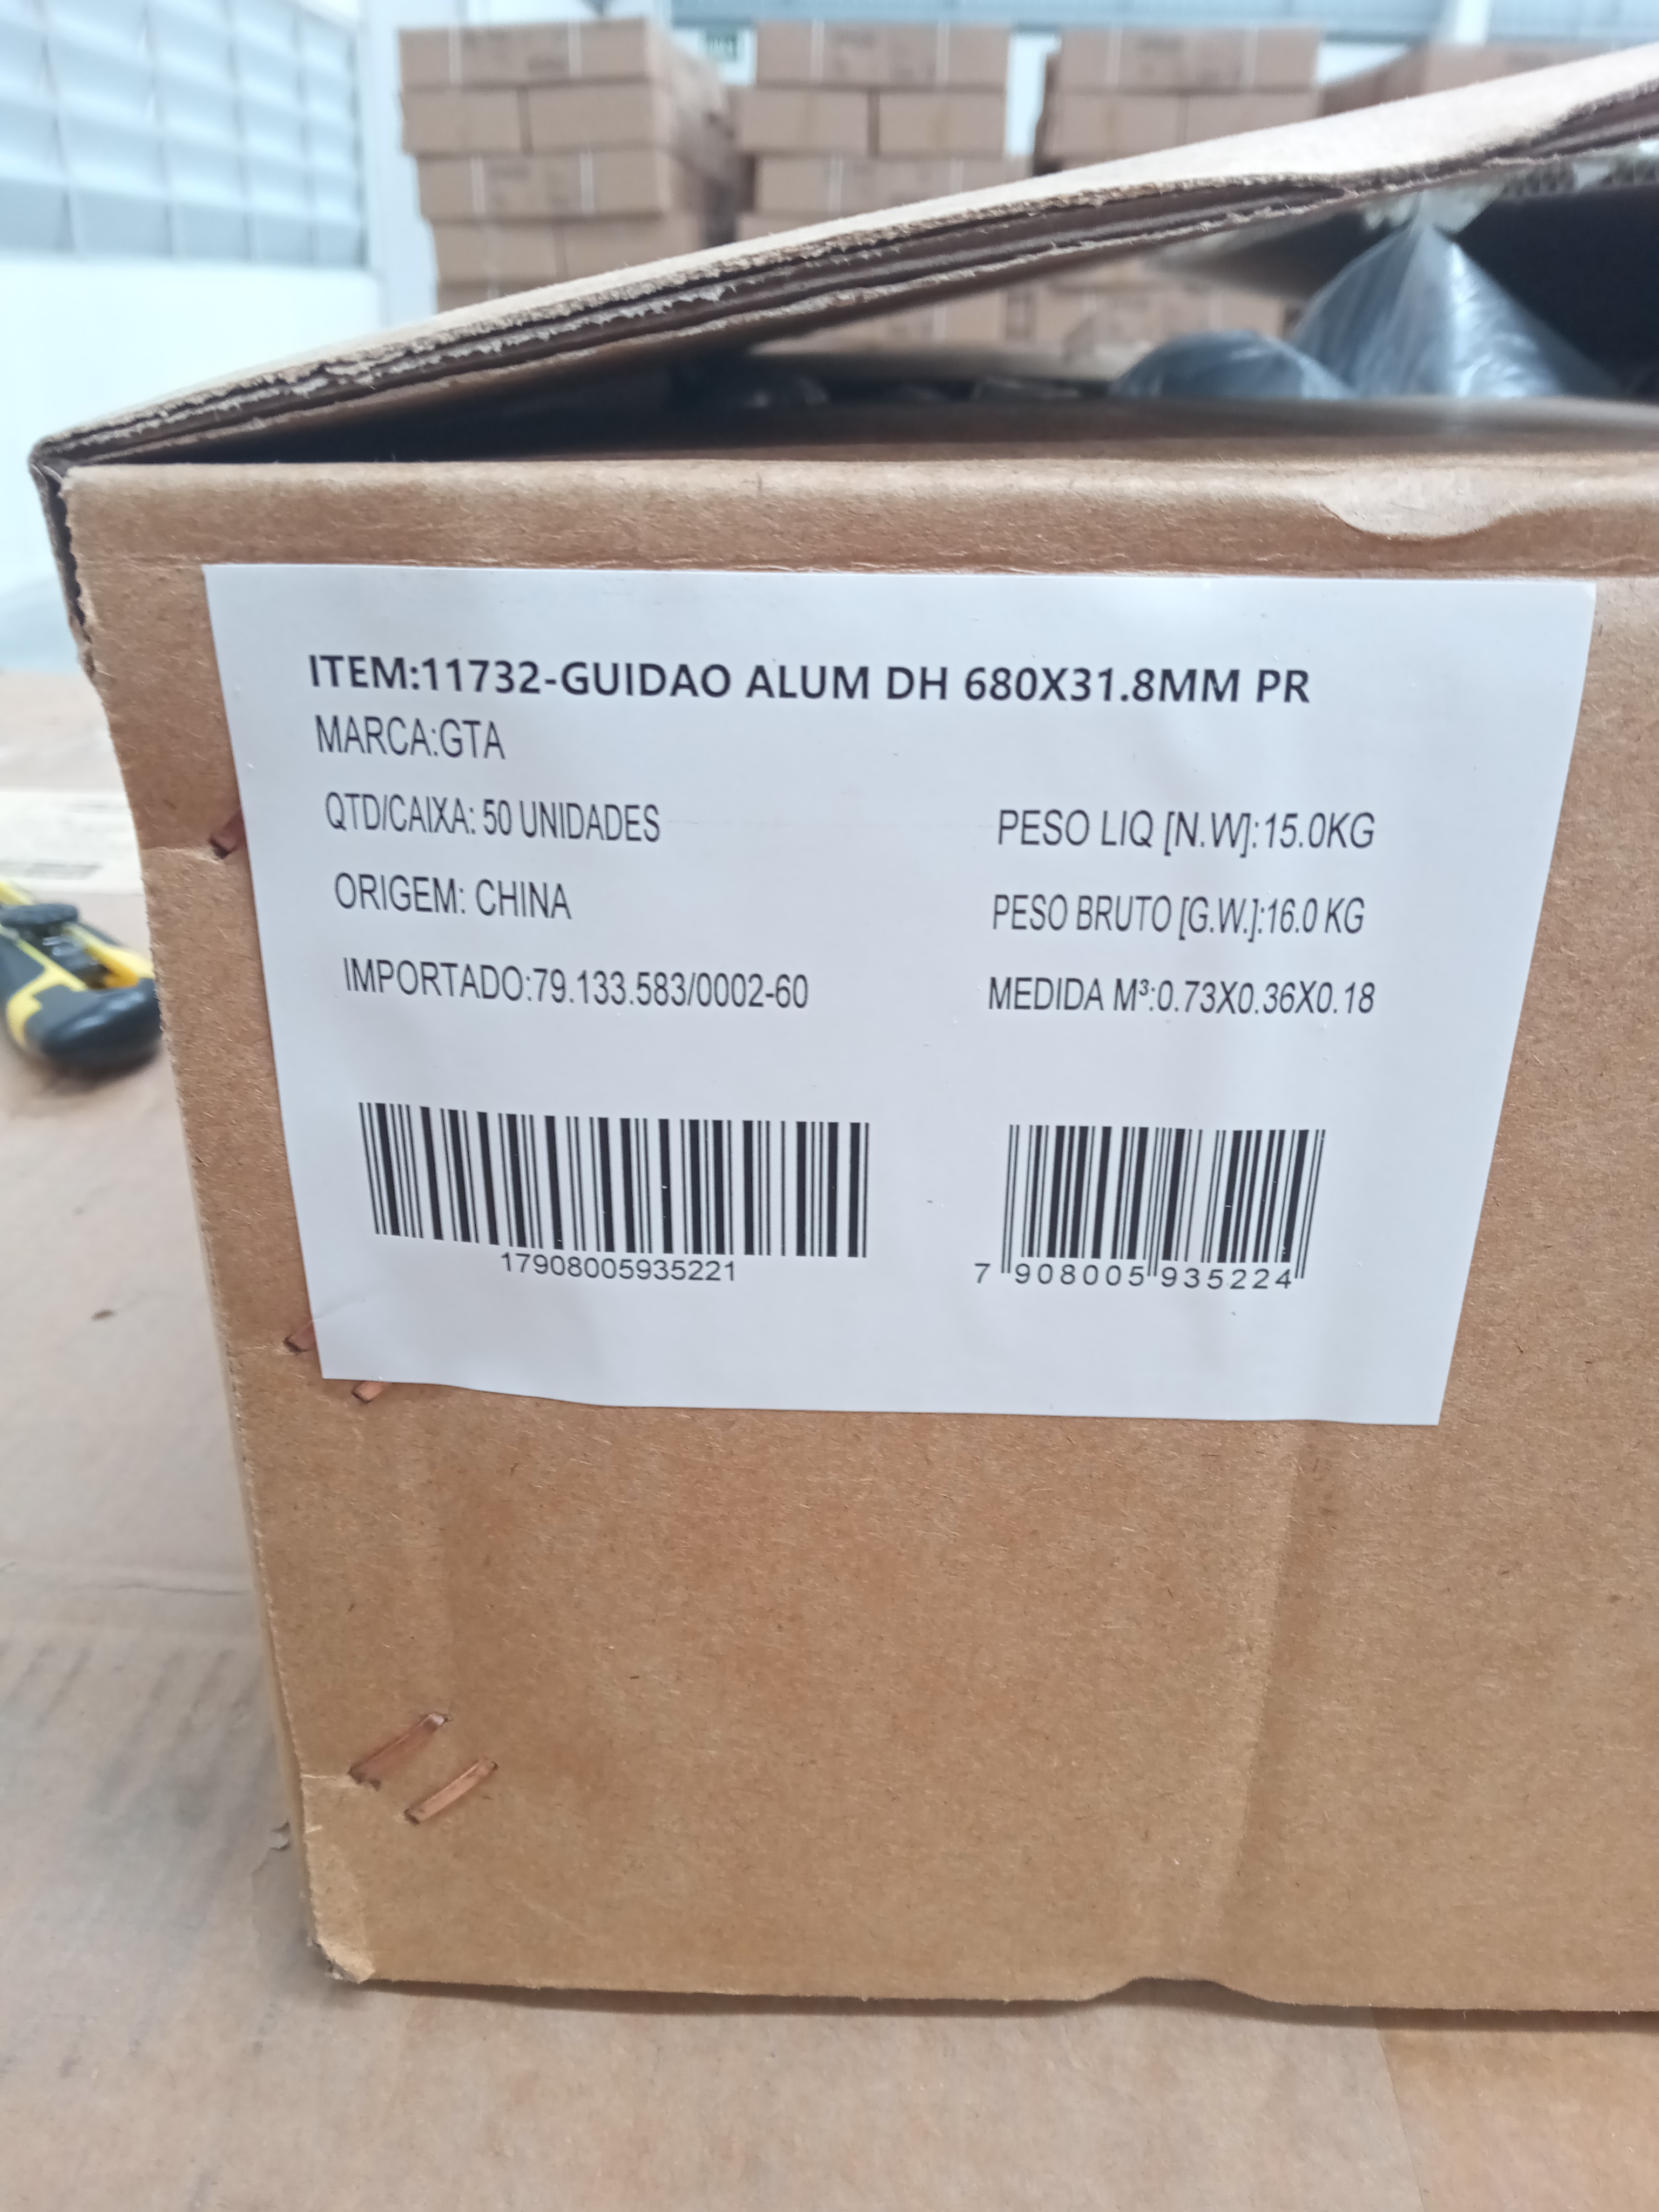 ITEM:11732-GUIDAO ALUM DH 680X31.8MM PR
MARCA:GTA
QTD/CAIXA: 50 UNIDADES
PESO LIQ [N.W]:15.0KG
ORIGEM: CHINA
PESO BRUTO [G.W.]:16.0 KG
IMPORTADO:79.133.583/0002-60
MEDIDA M³:0.73X0.36X0.18
17908005935221
7 908005 935224